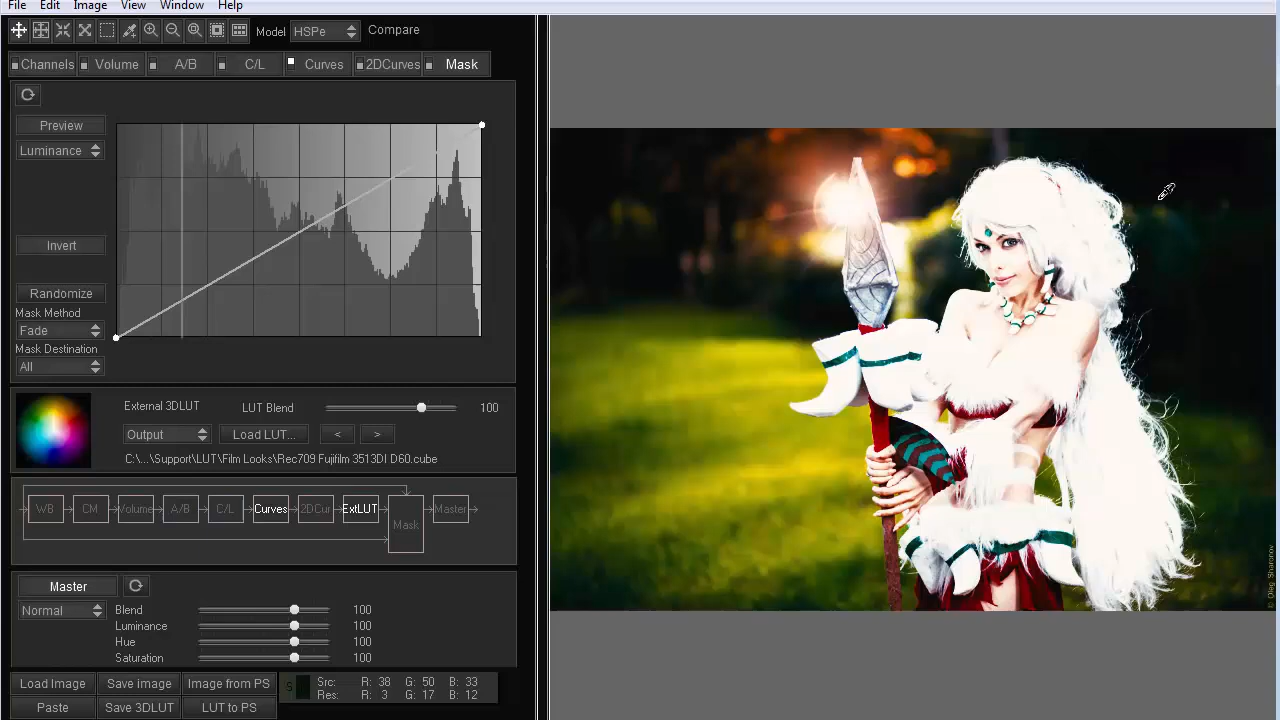 File Edit Image View Window Help
Model HSPe Compare
Channels Volume A/B C/L Curves 2DCurves Mask
Preview
Luminance
Invert
Randomize
Mask Method
Fade
Mask Destination
All
External 3DLUT LUT Blend 100
Output Load LUT... < >
C:\...\Support\LUT\Film Looks\Rec709 Fujifilm 3513DI D60.cube
WB CM Volume A/B C/L Curves 2DCur ExtLUT Mask Master
Master
Normal Blend 100
Luminance 100
Hue 100
Saturation 100
Load Image Save image Image from PS S Src: R: 38 G: 50 B: 33
Res: R: 3 G: 17 B: 12
Paste Save 3DLUT LUT to PS
© Oleg Sharonov